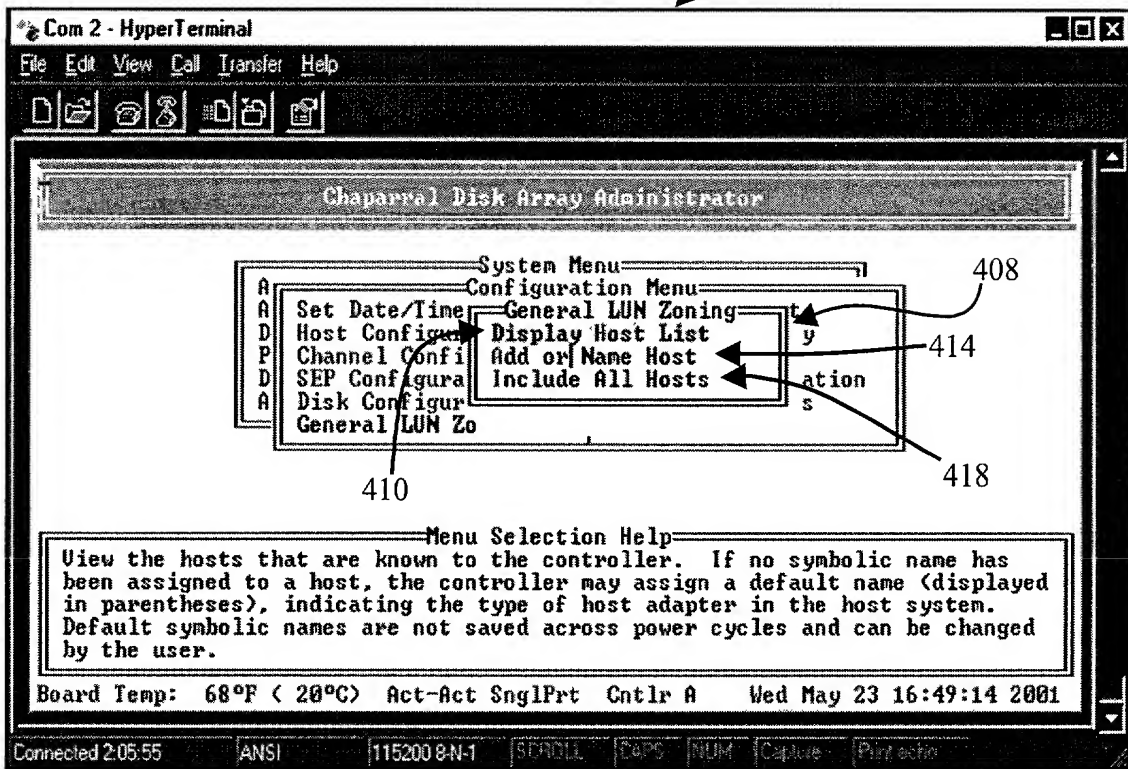 Com 2 - HyperTerminal
File Edit View Call Transfer Help
Chaparral Disk Array Administrator
System Menu
A Configuration Menu
A Set Date/Time General LUN Zoning t
D Host Configur Display Host List y
P Channel Confi Add or Name Host
D SEP Configura Include All Hosts ation
A Disk Configur s
General LUN Zo
408
414
418
410
Menu Selection Help
View the hosts that are known to the controller. If no symbolic name has
been assigned to a host, the controller may assign a default name (displayed
in parentheses), indicating the type of host adapter in the host system.
Default symbolic names are not saved across power cycles and can be changed
by the user.
Board Temp: 68°F ( 20°C) Act-Act SnglPrt Cntlr A Wed May 23 16:49:14 2001
Connected 2:05:55 ANSI 115200 8-N-1 SCROLL CAPS NUM Capture Print echo